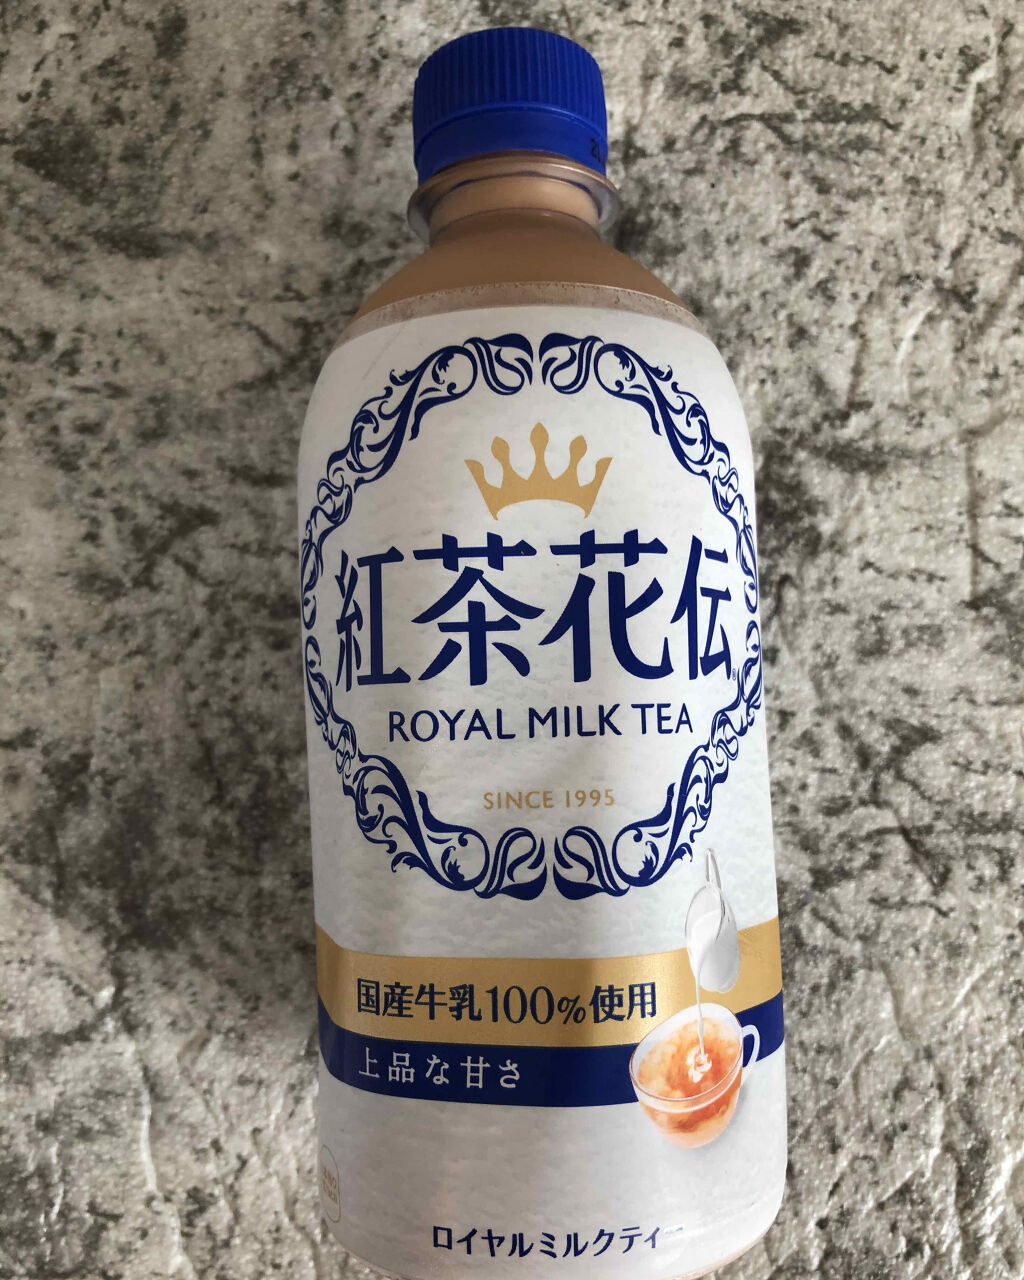 紅茶花伝®
ROYAL MILK TEA
SINCE 1995
国産牛乳100%使用
上品な甘さ
ロイヤルミルクティー